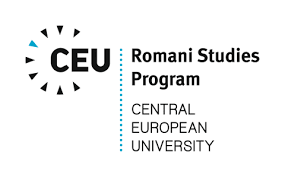 CEU
Romani Studies
Program
CENTRAL
EUROPEAN
UNIVERSITY